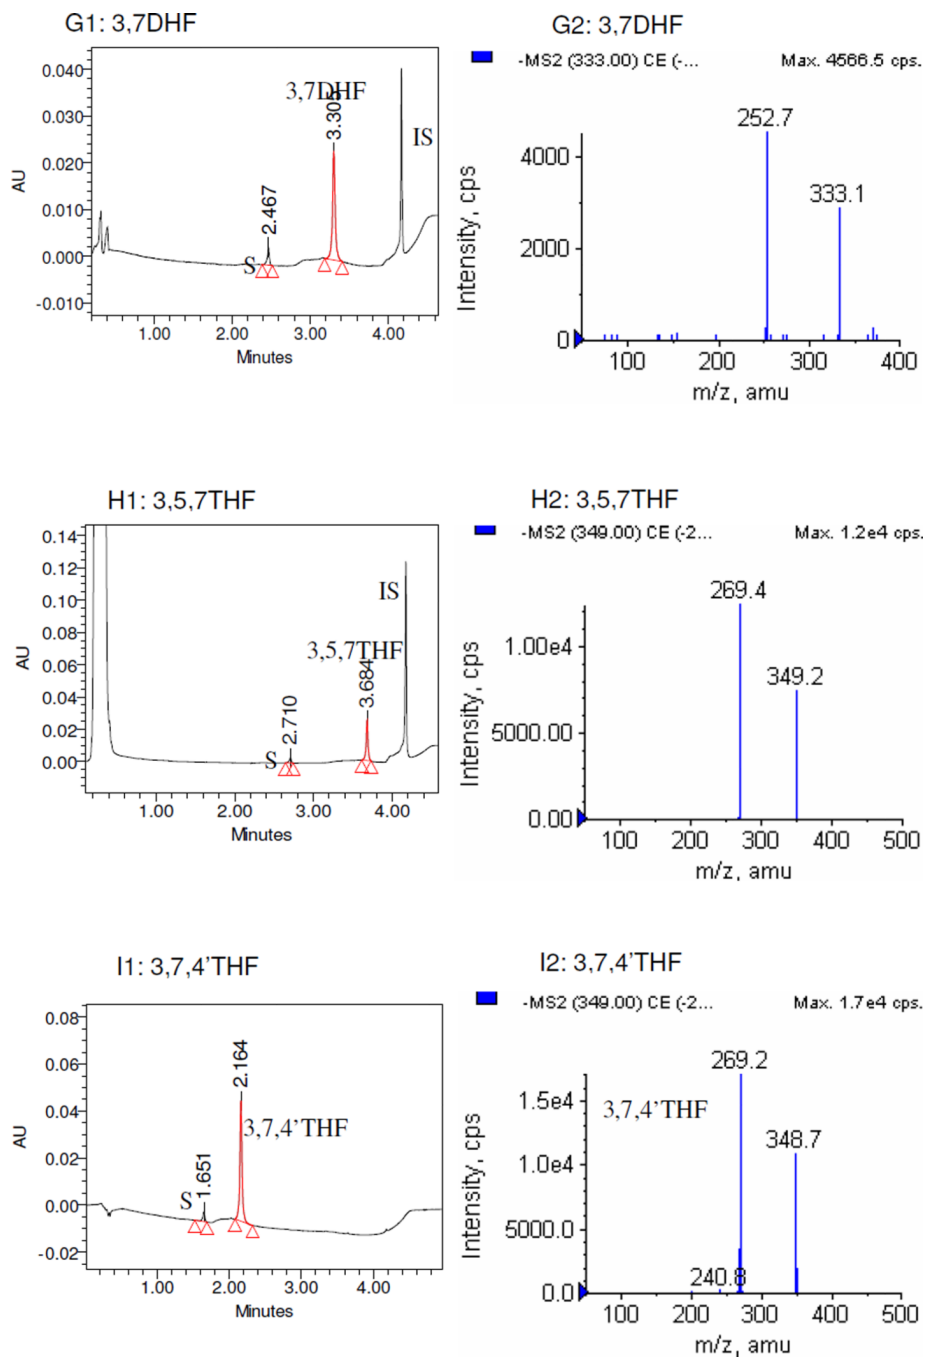 G1: 3,7DHF
0.040
0.030
0.020
0.010
0.000
-0.010
AU
3,7DHF
3.305
IS
2.467
S
1.00 2.00 3.00 4.00
Minutes
G2: 3,7DHF
-MS2 (333.00) CE (-... Max. 4566.5 cps.
Intensity, cps
4000
2000
0
252.7
333.1
100 200 300 400
m/z, amu
H1: 3,5,7THF
0.14
0.12
0.10
0.08
0.06
0.04
0.02
0.00
AU
IS
3,5,7THF
3.684
2.710
S
1.00 2.00 3.00 4.00
Minutes
H2: 3,5,7THF
-MS2 (349.00) CE (-2... Max. 1.2e4 cps.
Intensity, cps
1.00e4
5000.00
0.00
269.4
349.2
100 200 300 400 500
m/z, amu
I1: 3,7,4’THF
0.08
0.06
0.04
0.02
0.00
-0.02
AU
2.164
3,7,4’THF
1.651
S
1.00 2.00 3.00 4.00
Minutes
I2: 3,7,4’THF
-MS2 (349.00) CE (-2... Max. 1.7e4 cps.
Intensity, cps
1.5e4
1.0e4
5000.0
0.0
269.2
3,7,4’THF
348.7
240.8
100 200 300 400 500
m/z, amu